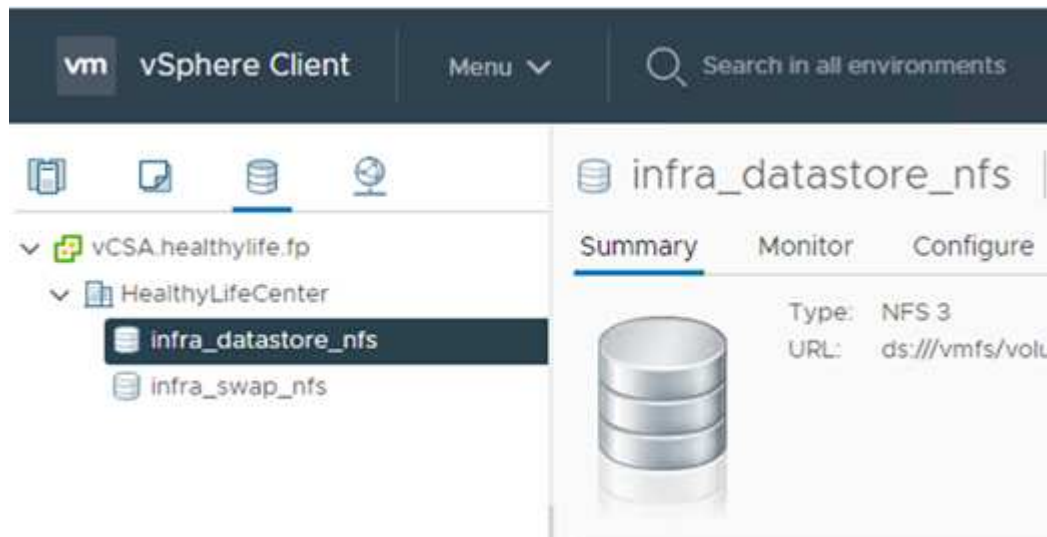 vm vSphere Client Menu Search in all environments
infra_datastore_nfs
Summary Monitor Configure
vCSA.healthylife.fp
HealthyLifeCenter
infra_datastore_nfs
infra_swap_nfs
Type: NFS 3
URL: ds:///vmfs/volu